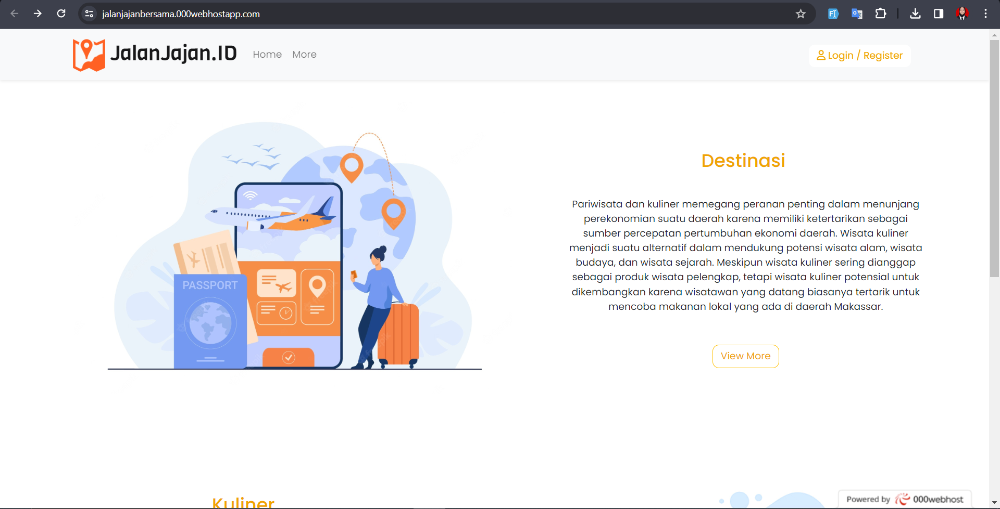 jalanjajanbersama.000webhostapp.com
JalanJajan.ID
Home
More
Login / Register
PASSPORT
Destinasi
Pariwisata dan kuliner memegang peranan penting dalam menunjang
perekonomian suatu daerah karena memiliki ketertarikan sebagai
sumber percepatan pertumbuhan ekonomi daerah. Wisata kuliner
menjadi suatu alternatif dalam mendukung potensi wisata alam, wisata
budaya, dan wisata sejarah. Meskipun wisata kuliner sering dianggap
sebagai produk wisata pelengkap, tetapi wisata kuliner potensial untuk
dikembangkan karena wisatawan yang datang biasanya tertarik untuk
mencoba makanan lokal yang ada di daerah Makassar.
View More
Kuliner
Powered by 000webhost